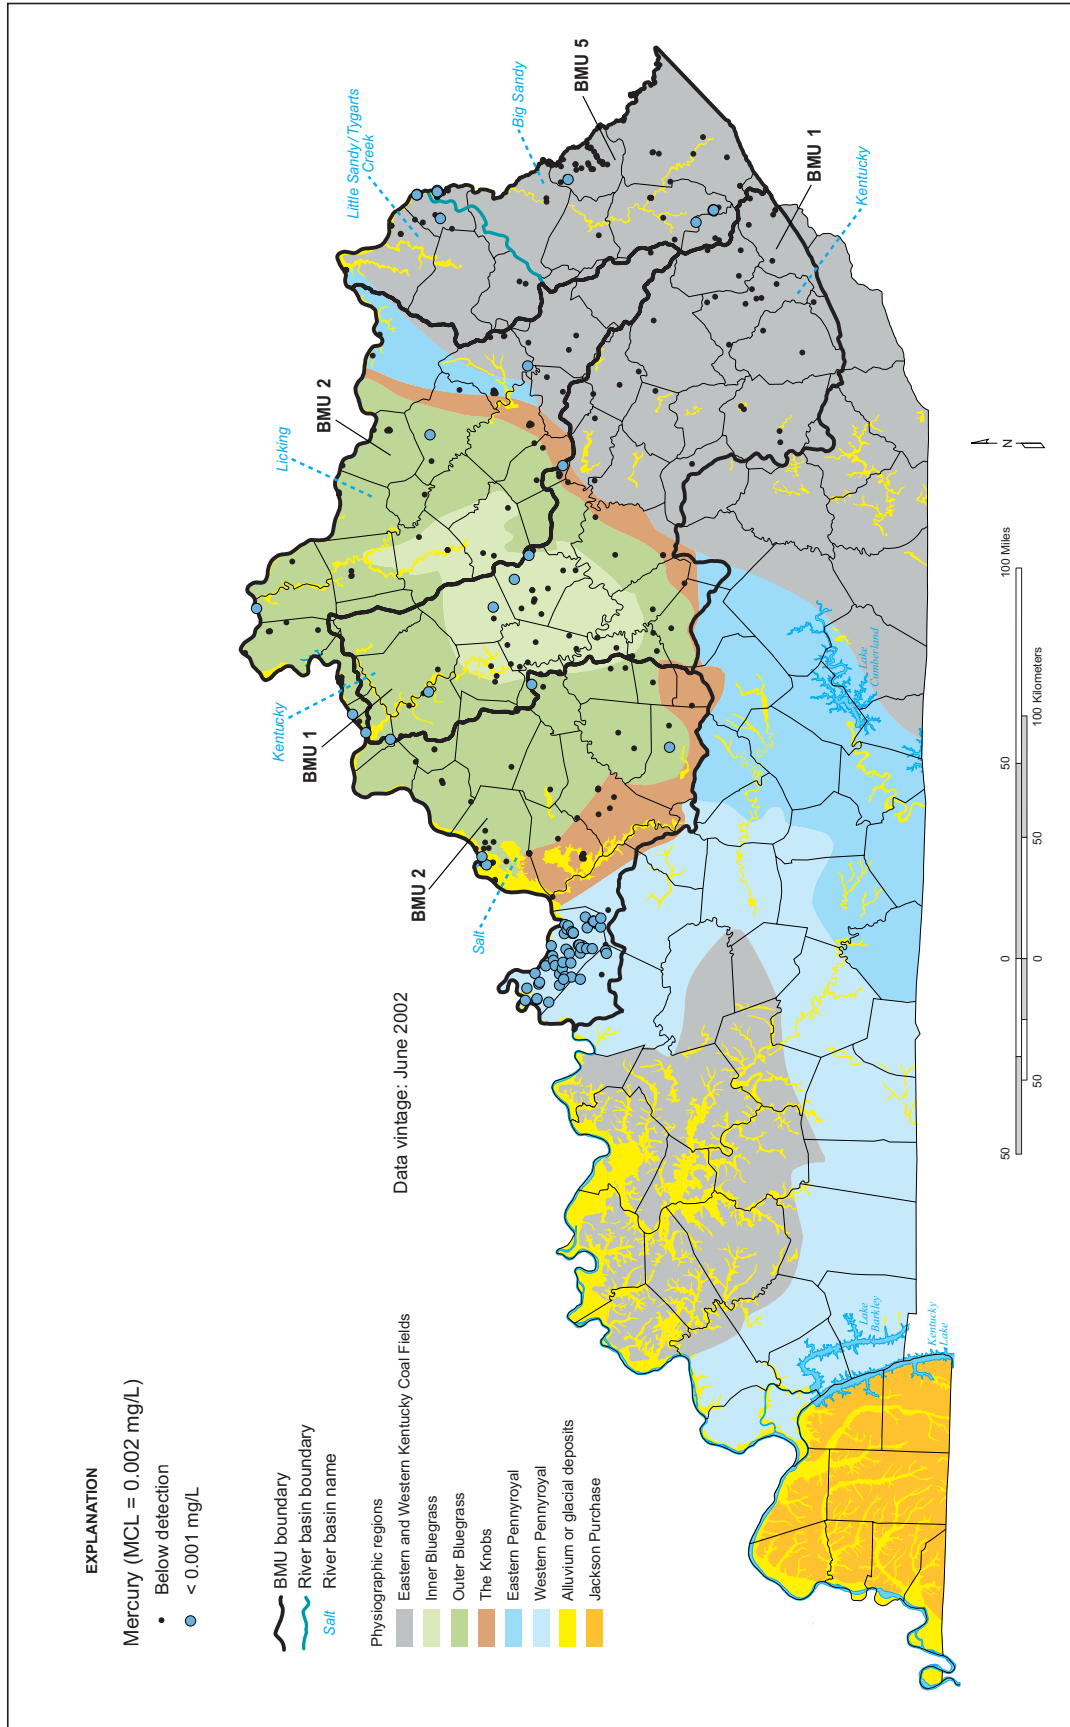 EXPLANATION
Mercury (MCL = 0.002 mg/L)
Below detection
< 0.001 mg/L
BMU boundary
River basin boundary
Salt River basin name
Physiographic regions
Eastern and Western Kentucky Coal Fields
Inner Bluegrass
Outer Bluegrass
The Knobs
Eastern Pennyroyal
Western Pennyroyal
Alluvium or glacial deposits
Jackson Purchase
Data vintage: June 2002
Salt
BMU 2
BMU 1
Kentucky
Licking
BMU 2
Little Sandy/Tygarts
Creek
Big Sandy
BMU 5
BMU 1
Kentucky
Lake
Cumberland
Lake
Barkley
Kentucky
Lake
N
50 0 50 100 Miles
50 0 50 100 Kilometers